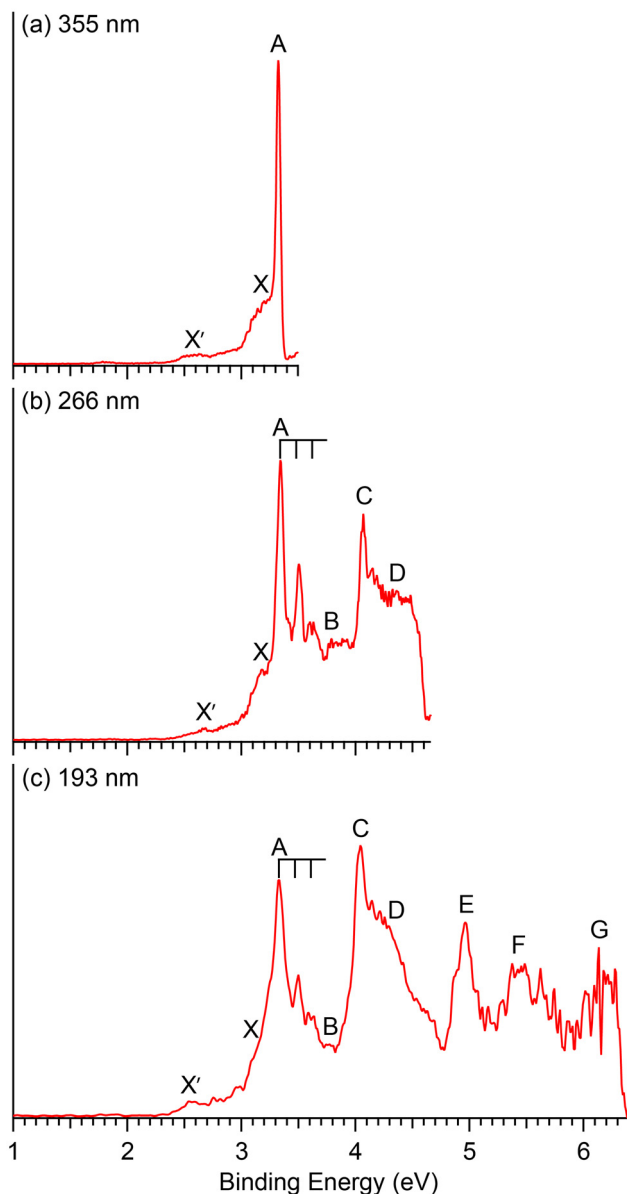 (a) 355 nm
A
X
X′
(b) 266 nm
A
C
D
B
X
X′
(c) 193 nm
A
C
D
E
F
G
X
B
X′
1 2 3 4 5 6
Binding Energy (eV)